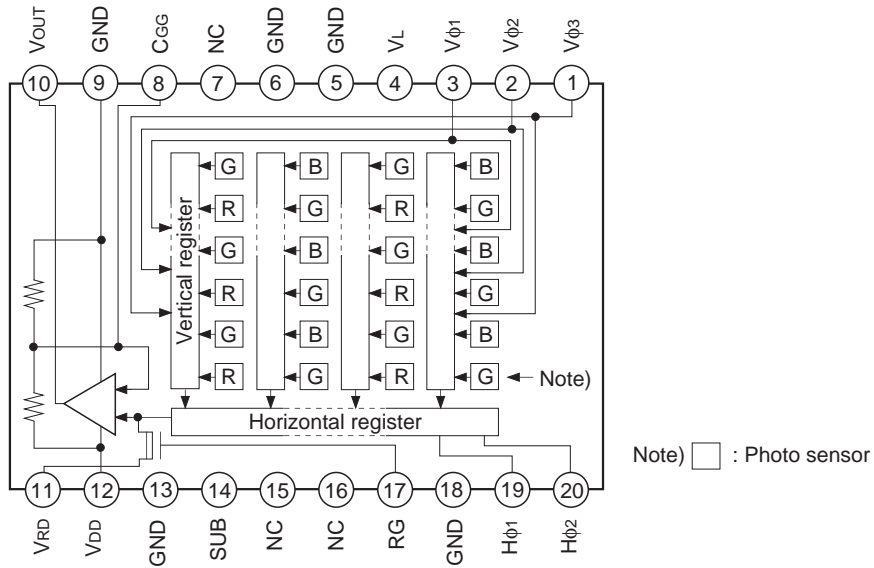 VOUT GND CGG NC GND GND VL Vφ1 Vφ2 Vφ3
10 9 8 7 6 5 4 3 2 1
G B G B
R G R G
G B G B
R G R G
G B G B
R G R G
Vertical register
Note)
Horizontal register
Note) : Photo sensor
11 12 13 14 15 16 17 18 19 20
VRD VDD GND SUB NC NC RG GND Hφ1 Hφ2